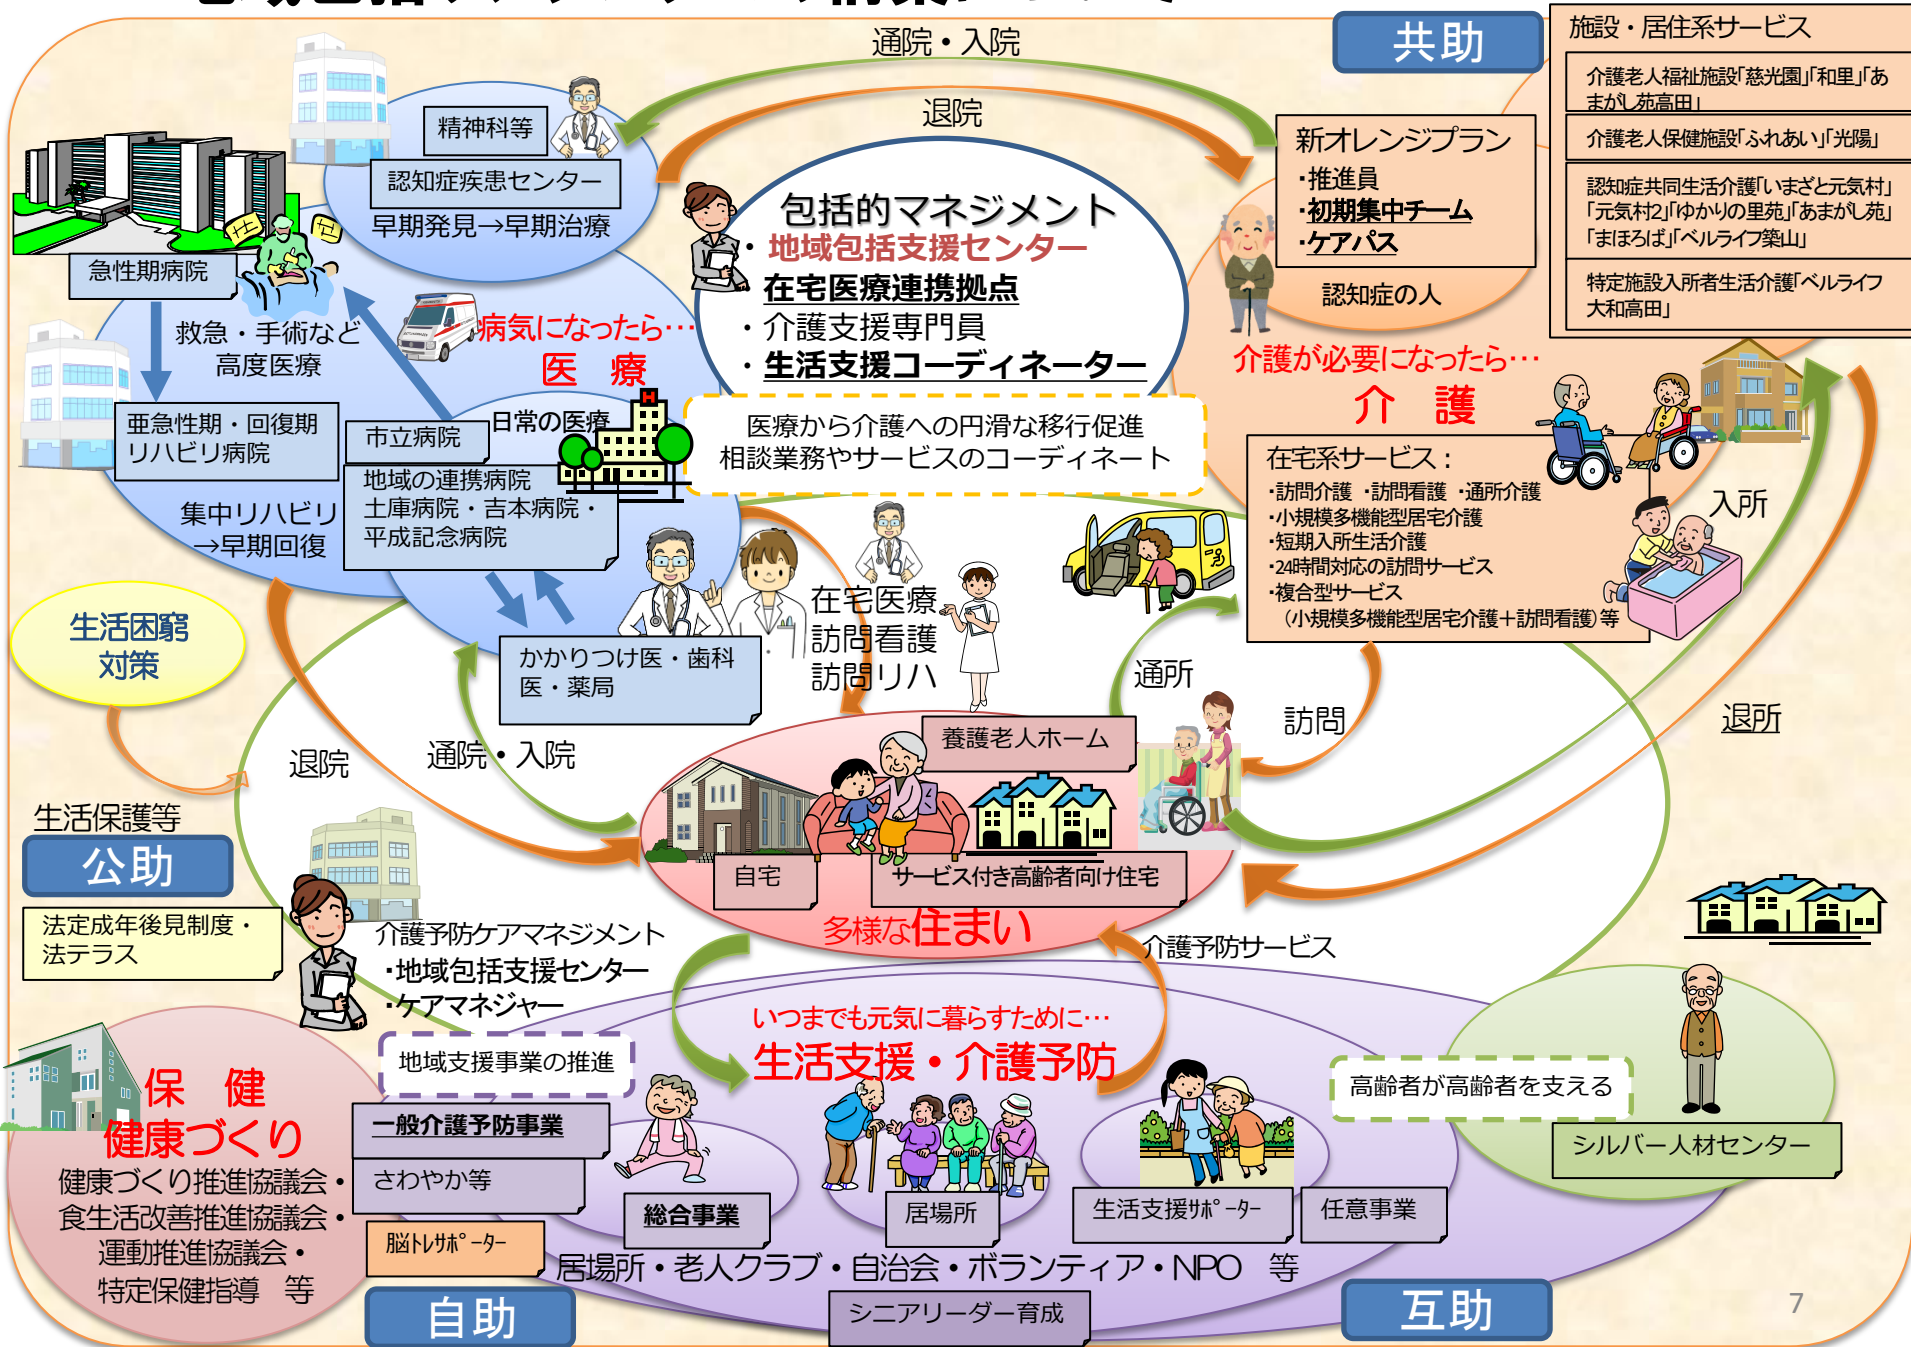 通院・入院
共助
施設・居住系サービス
介護老人福祉施設「慈光園」「和里」「あ
まがし苑高田」
介護老人保健施設「ふれあい」「光陽」
認知症共同生活介護「いまざと元気村」
「元気村2」「ゆかりの里苑」「あまがし苑」
「まほろば」「ベルライフ築山」
特定施設入所者生活介護「ベルライフ
大和高田」
退院
精神科等
認知症疾患センター
早期発見→早期治療
新オレンジプラン
・推進員
・初期集中チーム
・ケアパス
認知症の人
包括的マネジメント
・地域包括支援センター
・在宅医療連携拠点
・介護支援専門員
・生活支援コーディネーター
医療から介護への円滑な移行促進
相談業務やサービスのコーディネート
急性期病院
救急・手術など
高度医療
病気になったら…
医 療
介護が必要になったら…
介 護
亜急性期・回復期
リハビリ病院
市立病院
日常の医療
地域の連携病院
土庫病院・吉本病院・
平成記念病院
集中リハビリ
→早期回復
在宅系サービス：
・訪問介護 ・訪問看護 ・通所介護
・小規模多機能型居宅介護
・短期入所生活介護
・24時間対応の訪問サービス
・複合型サービス
（小規模多機能型居宅介護＋訪問看護）等
入所
生活困窮
対策
在宅医療
訪問看護
訪問リハ
かかりつけ医・歯科
医・薬局
通所
訪問
退所
退院
通院・入院
養護老人ホーム
自宅
サービス付き高齢者向け住宅
多様な住まい
生活保護等
公助
法定成年後見制度・
法テラス
介護予防ケアマネジメント
・地域包括支援センター
・ケアマネジャー
介護予防サービス
いつまでも元気に暮らすために…
生活支援・介護予防
地域支援事業の推進
高齢者が高齢者を支える
シルバー人材センター
保 健
健康づくり
健康づくり推進協議会・
食生活改善推進協議会・
運動推進協議会・
特定保健指導 等
一般介護予防事業
さわやか等
脳トレサポーター
総合事業
居場所
生活支援サポーター
任意事業
居場所・老人クラブ・自治会・ボランティア・NPO 等
シニアリーダー育成
自助
互助
7